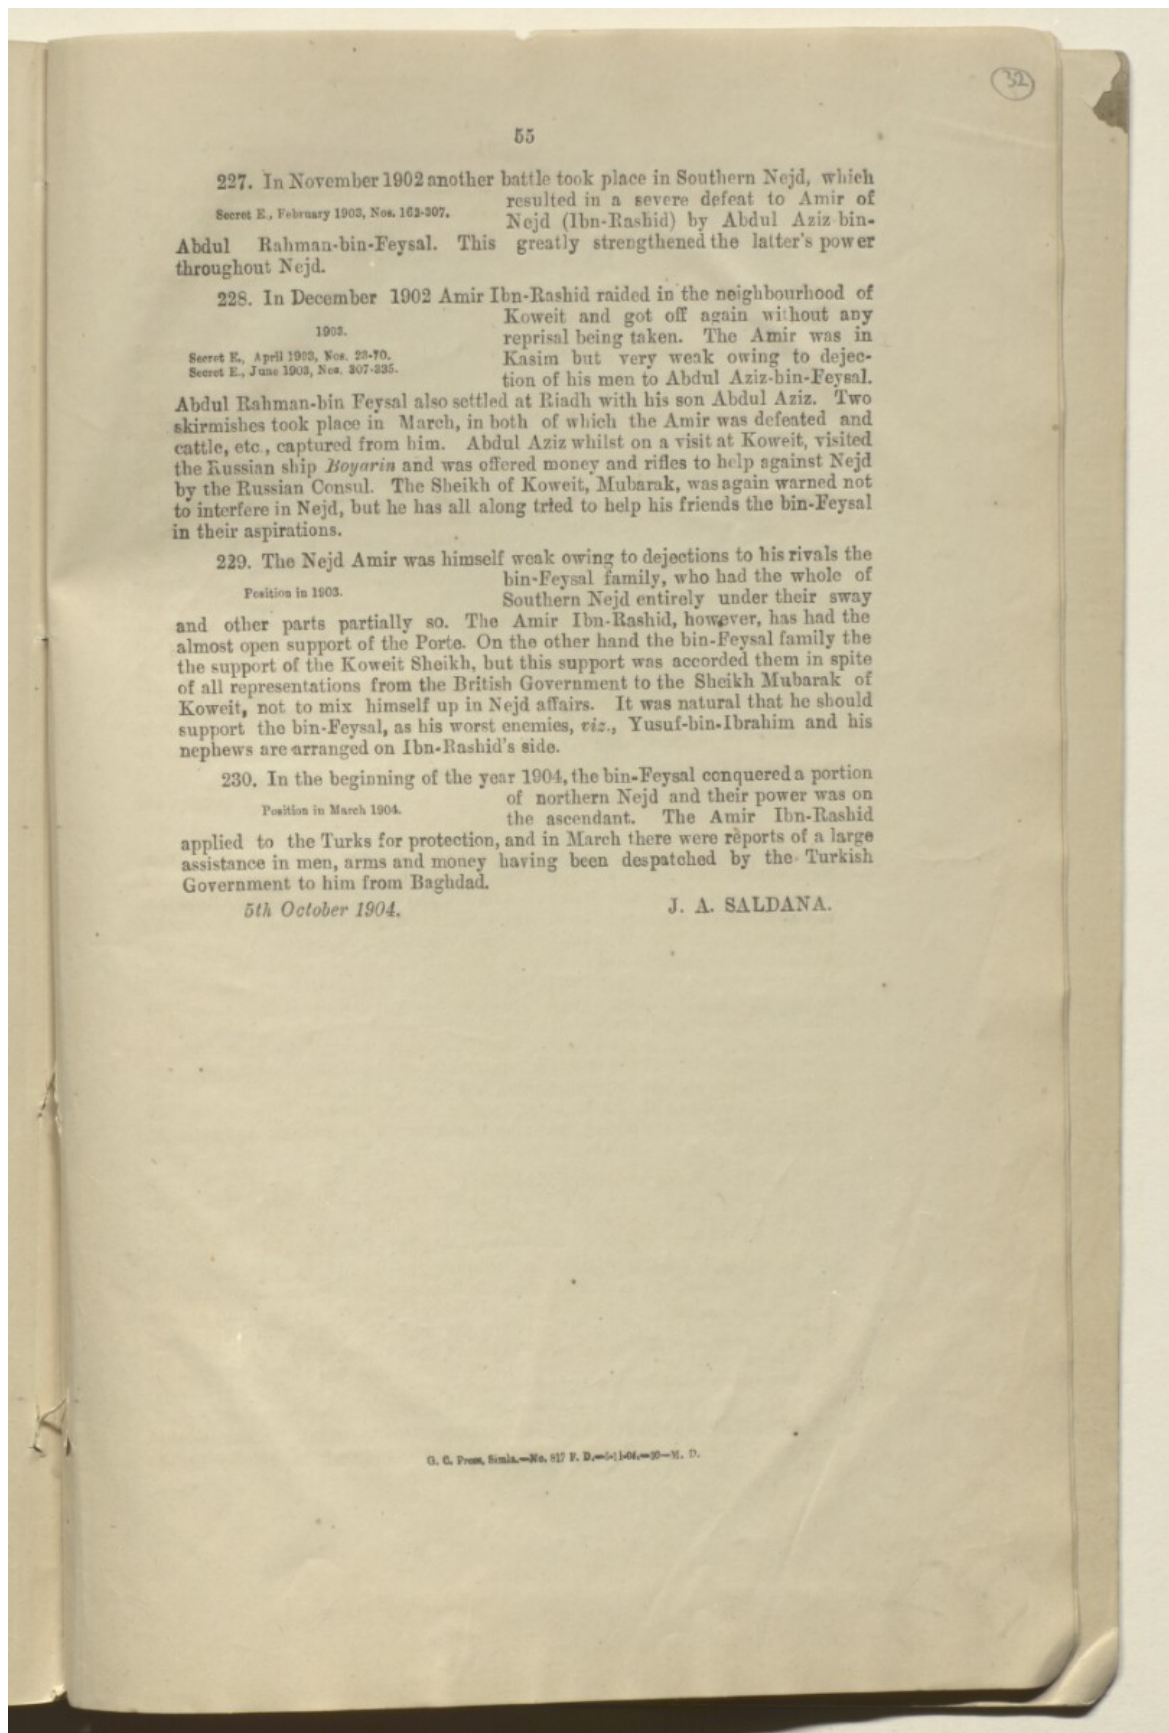 32
55
227. In November 1902 another battle took place in Southern Nejd, which
resulted in a severe defeat to Amir of
Secret E., February 1903, Nos. 162-307.
Nejd (Ibn-Rashid) by Abdul Aziz bin-
Abdul Rahman-bin-Feysal. This greatly strengthened the latter's power
throughout Nejd.
228. In December 1902 Amir Ibn-Rashid raided in the neighbourhood of
Koweit and got off again without any
1903.
reprisal being taken. The Amir was in
Secret E., April 1903, Nos. 23-70.
Kasim but very weak owing to dejec-
Secret E., June 1903, Nos. 307-335.
tion of his men to Abdul Aziz-bin-Feysal.
Abdul Rahman-bin Feysal also settled at Riadh with his son Abdul Aziz. Two
skirmishes took place in March, in both of which the Amir was defeated and
cattle, etc., captured from him. Abdul Aziz whilst on a visit at Koweit, visited
the Russian ship Boyarin and was offered money and rifles to help against Nejd
by the Russian Consul. The Sheikh of Koweit, Mubarak, was again warned not
to interfere in Nejd, but he has all along tried to help his friends the bin-Feysal
in their aspirations.
229. The Nejd Amir was himself weak owing to dejections to his rivals the
bin-Feysal family, who had the whole of
Position in 1903.
Southern Nejd entirely under their sway
and other parts partially so. The Amir Ibn-Rashid, however, has had the
almost open support of the Porte. On the other hand the bin-Feysal family the
the support of the Koweit Sheikh, but this support was accorded them in spite
of all representations from the British Government to the Sheikh Mubarak of
Koweit, not to mix himself up in Nejd affairs. It was natural that he should
support the bin-Feysal, as his worst enemies, viz., Yusuf-bin-Ibrahim and his
nephews are arranged on Ibn-Rashid's side.
230. In the beginning of the year 1904, the bin-Feysal conquered a portion
of northern Nejd and their power was on
Position in March 1904.
the ascendant. The Amir Ibn-Rashid
applied to the Turks for protection, and in March there were reports of a large
assistance in men, arms and money having been despatched by the Turkish
Government to him from Baghdad.
5th October 1904. J. A. SALDANA.
G. C. Press, Simla.—No. 817 F. D.